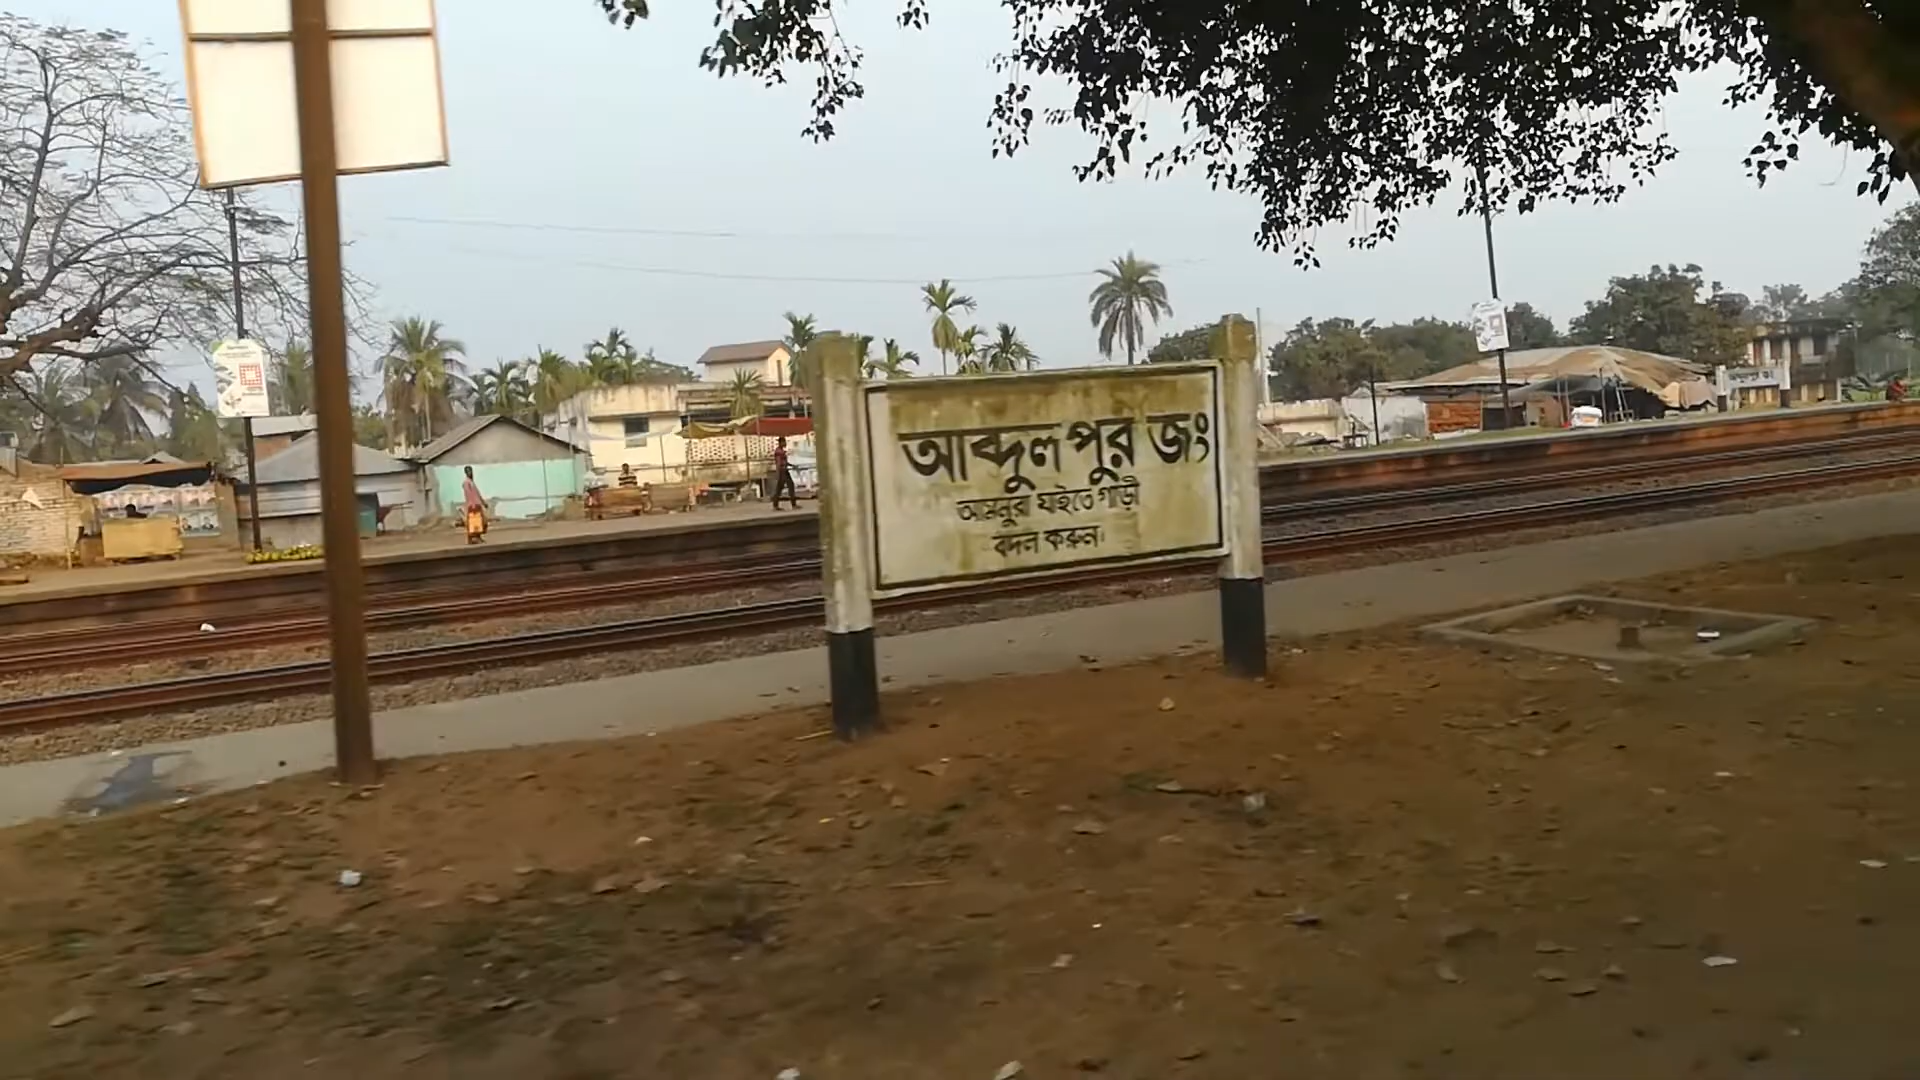 আব্দুলপুর জং
আমনুরা যাইতে গাড়ী
বদল করুন।